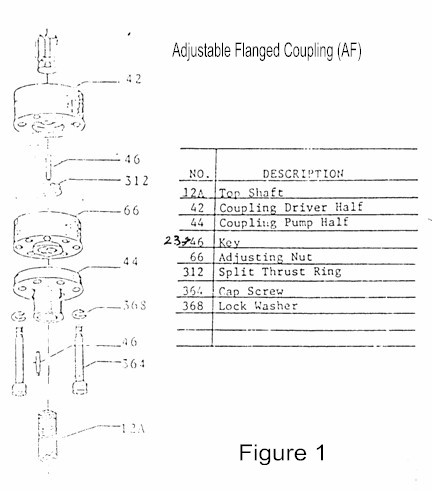 Adjustable Flanged Coupling (AF)
42
46
312
66
44
368
46
364
12A
NO. DESCRIPTION
12A Top Shaft
42 Coupling Driver Half
44 Coupling Pump Half
46 Key
66 Adjusting Nut
312 Split Thrust Ring
364 Cap Screw
368 Lock Washer
Figure 1